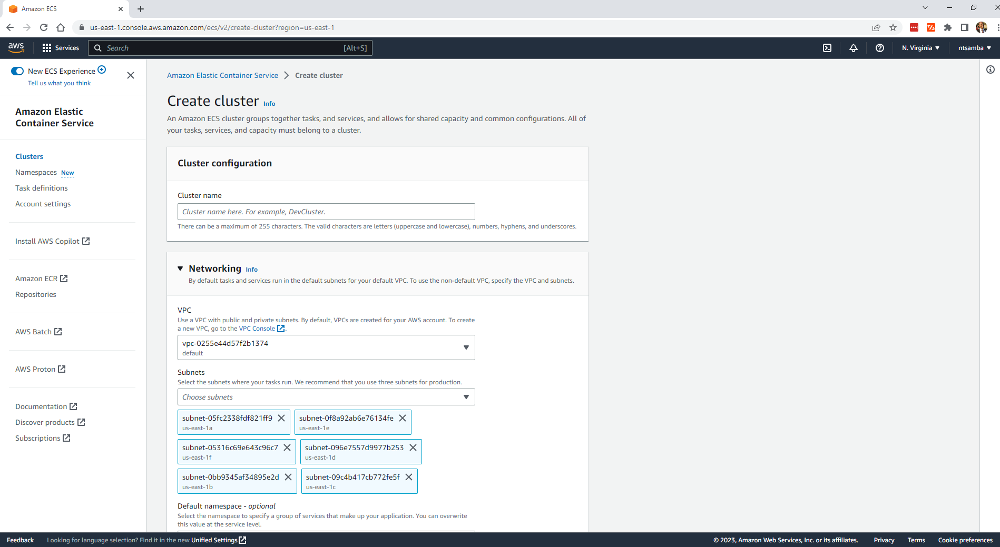 Amazon ECS
us-east-1.console.aws.amazon.com/ecs/v2/create-cluster?region=us-east-1
aws
Services
Search
[Alt+S]
N. Virginia
ntsamba
New ECS Experience
Tell us what you think
Amazon Elastic
Container Service
Clusters
Namespaces New
Task definitions
Account settings
Install AWS Copilot
Amazon ECR
Repositories
AWS Batch
AWS Proton
Documentation
Discover products
Subscriptions
Amazon Elastic Container Service
Create cluster
Create cluster Info
An Amazon ECS cluster groups together tasks, and services, and allows for shared capacity and common configurations. All of
your tasks, services, and capacity must belong to a cluster.
Cluster configuration
Cluster name
Cluster name here. For example, DevCluster.
There can be a maximum of 255 characters. The valid characters are letters (uppercase and lowercase), numbers, hyphens, and underscores.
Networking Info
By default tasks and services run in the default subnets for your default VPC. To use the non-default VPC, specify the VPC and subnets.
VPC
Use a VPC with public and private subnets. By default, VPCs are created for your AWS account. To create
a new VPC, go to the VPC Console .
vpc-0255e44d57f2b1374
default
Subnets
Select the subnets where your tasks run. We recommend that you use three subnets for production.
Choose subnets
subnet-05fc2338fdf821ff9
us-east-1a
subnet-0f8a92ab6e76134fe
us-east-1e
subnet-05316c69e643c96c7
us-east-1f
subnet-096e7557d9977b253
us-east-1d
subnet-0bb9345af34895e2d
us-east-1b
subnet-09c4b417cb772fe5f
us-east-1c
Default namespace - optional
Select the namespace to specify a group of services that make up your application. You can overwrite
this value at the service level.
Feedback
Looking for language selection? Find it in the new Unified Settings
© 2023, Amazon Web Services, Inc. or its affiliates.
Privacy
Terms
Cookie preferences